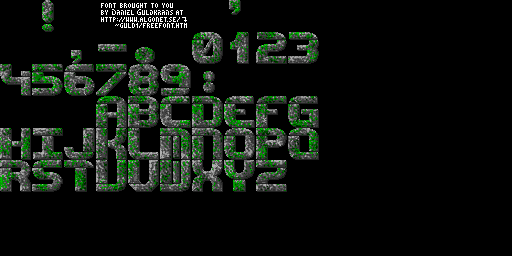 ! FONT BROUGHT TO YOU '
BY DANIEL GULDKRANS AT
HTTP://WWW.ALGONET.SE/
~GULD1/FREEFONT.HTM
, - . 0123
456789 :
ABCDEFG
HIJKLMNOPQ
RSTUVWXYZ